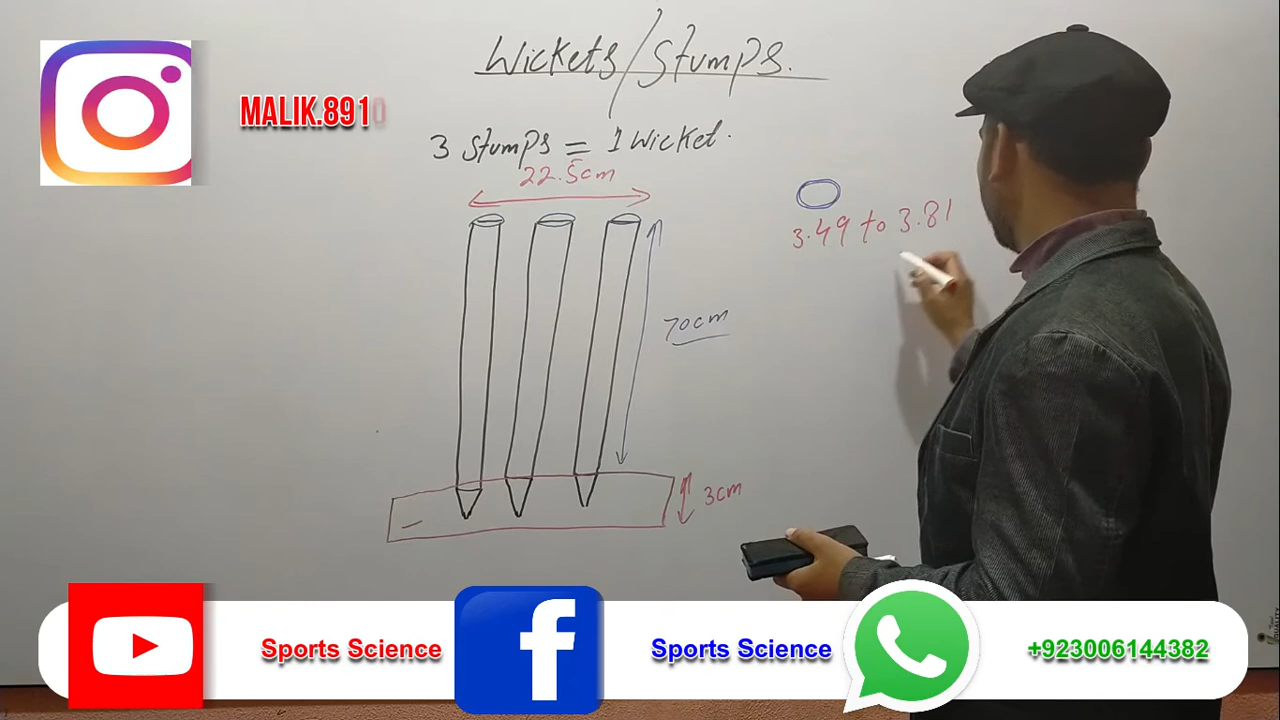 Wickets/Stumps.
MALIK.8910
3 Stumps = 1 Wicket.
22.5cm
3.49 to 3.81
70cm
3cm
Sports Science
Sports Science
+923006144382